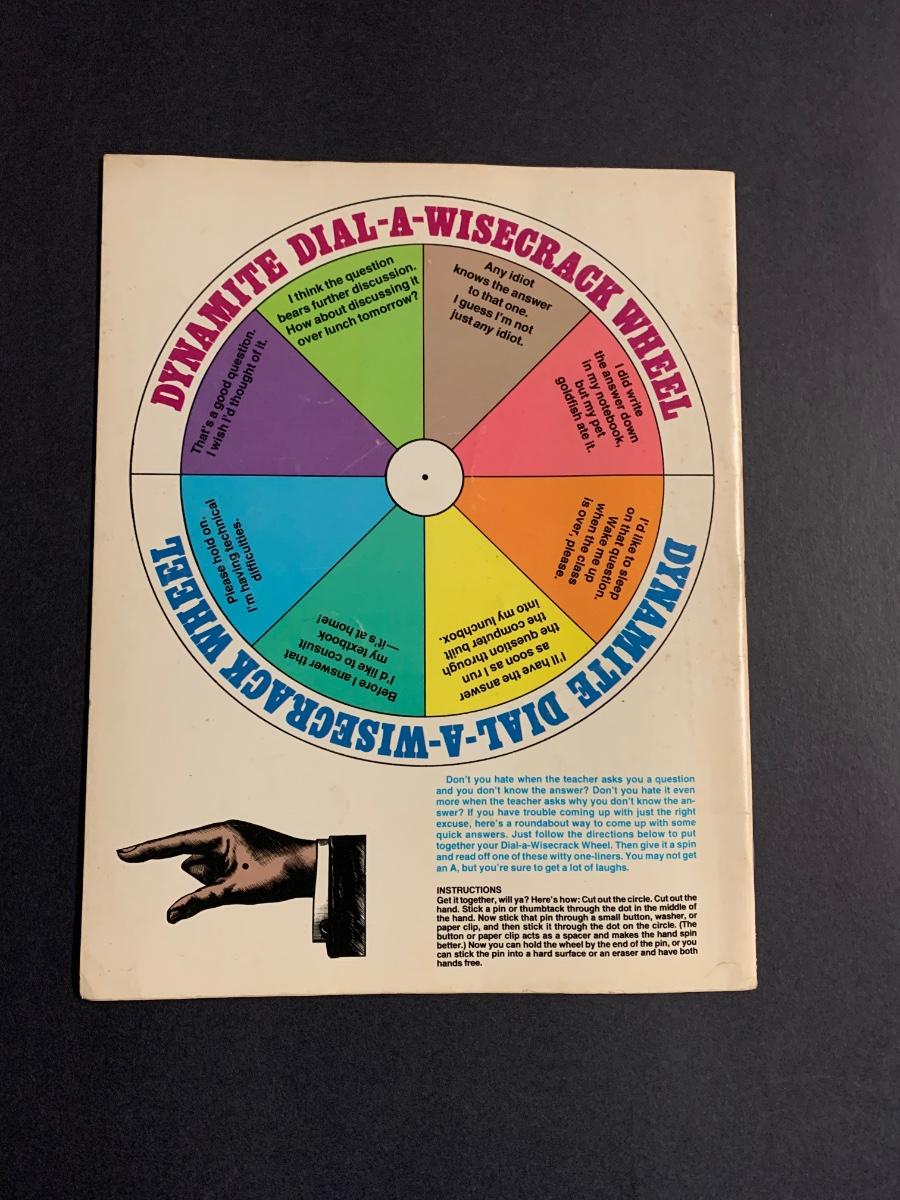 DYNAMITE DIAL-A-WISECRACK WHEEL
I think the question
bears further discussion.
How about discussing it
over lunch tomorrow?
Any idiot
knows the answer
to that one.
I guess I'm not
just any idiot.
I did write
the answer down
in my notebook,
but my pet
goldfish ate it.
I'd like to sleep
on that question.
Wake me up
when the class
is over, please.
I'll have the answer
as soon as I run
the question through
the computer built
into my lunchbox.
Before I answer that
I'd like to consult
my textbook
—it's at home!
Please hold on.
I'm having technical
difficulties.
That's a good question.
I wish I'd thought of it.
DYNAMITE DIAL-A-WISECRACK WHEEL
Don't you hate when the teacher asks you a question
and you don't know the answer? Don't you hate it even
more when the teacher asks why you don't know the an-
swer? If you have trouble coming up with just the right
excuse, here's a roundabout way to come up with some
quick answers. Just follow the directions below to put
together your Dial-a-Wisecrack Wheel. Then give it a spin
and read off one of these witty one-liners. You may not get
an A, but you're sure to get a lot of laughs.
INSTRUCTIONS
Get it together, will ya? Here's how: Cut out the circle. Cut out the
hand. Stick a pin or thumbtack through the dot in the middle of
the hand. Now stick that pin through a small button, washer, or
paper clip, and then stick it through the dot on the circle. (The
button or paper clip acts as a spacer and makes the hand spin
better.) Now you can hold the wheel by the end of the pin, or you
can stick the pin into a hard surface or an eraser and have both
hands free.